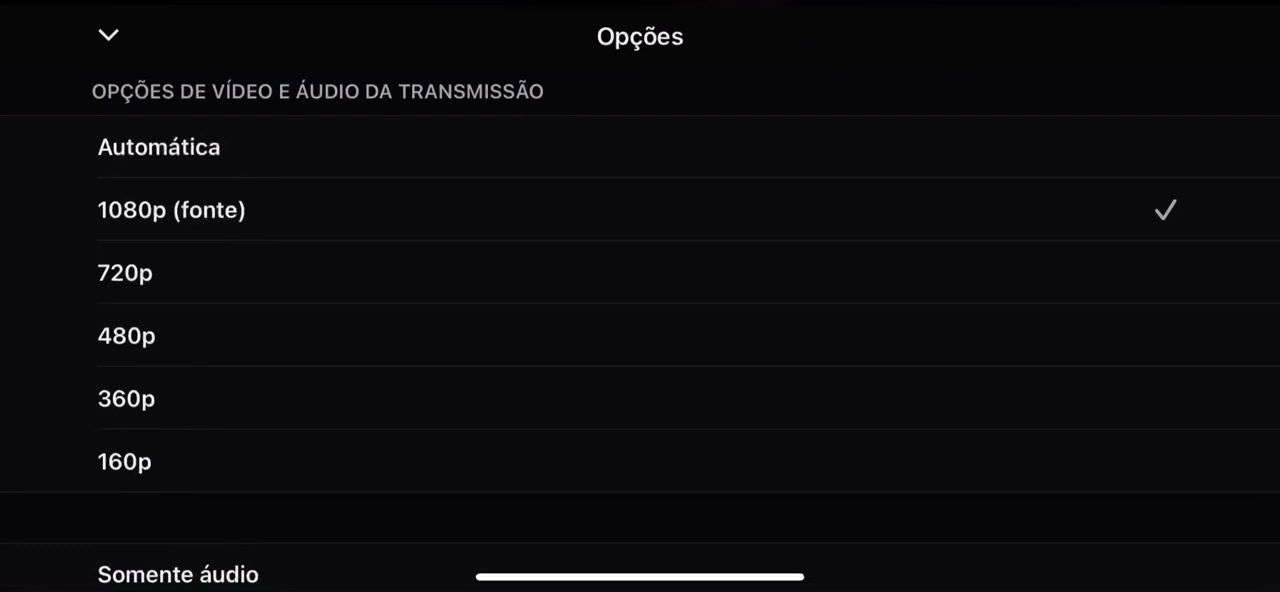 Opções
OPÇÕES DE VÍDEO E ÁUDIO DA TRANSMISSÃO
Automática
1080p (fonte)
720p
480p
360p
160p
Somente áudio